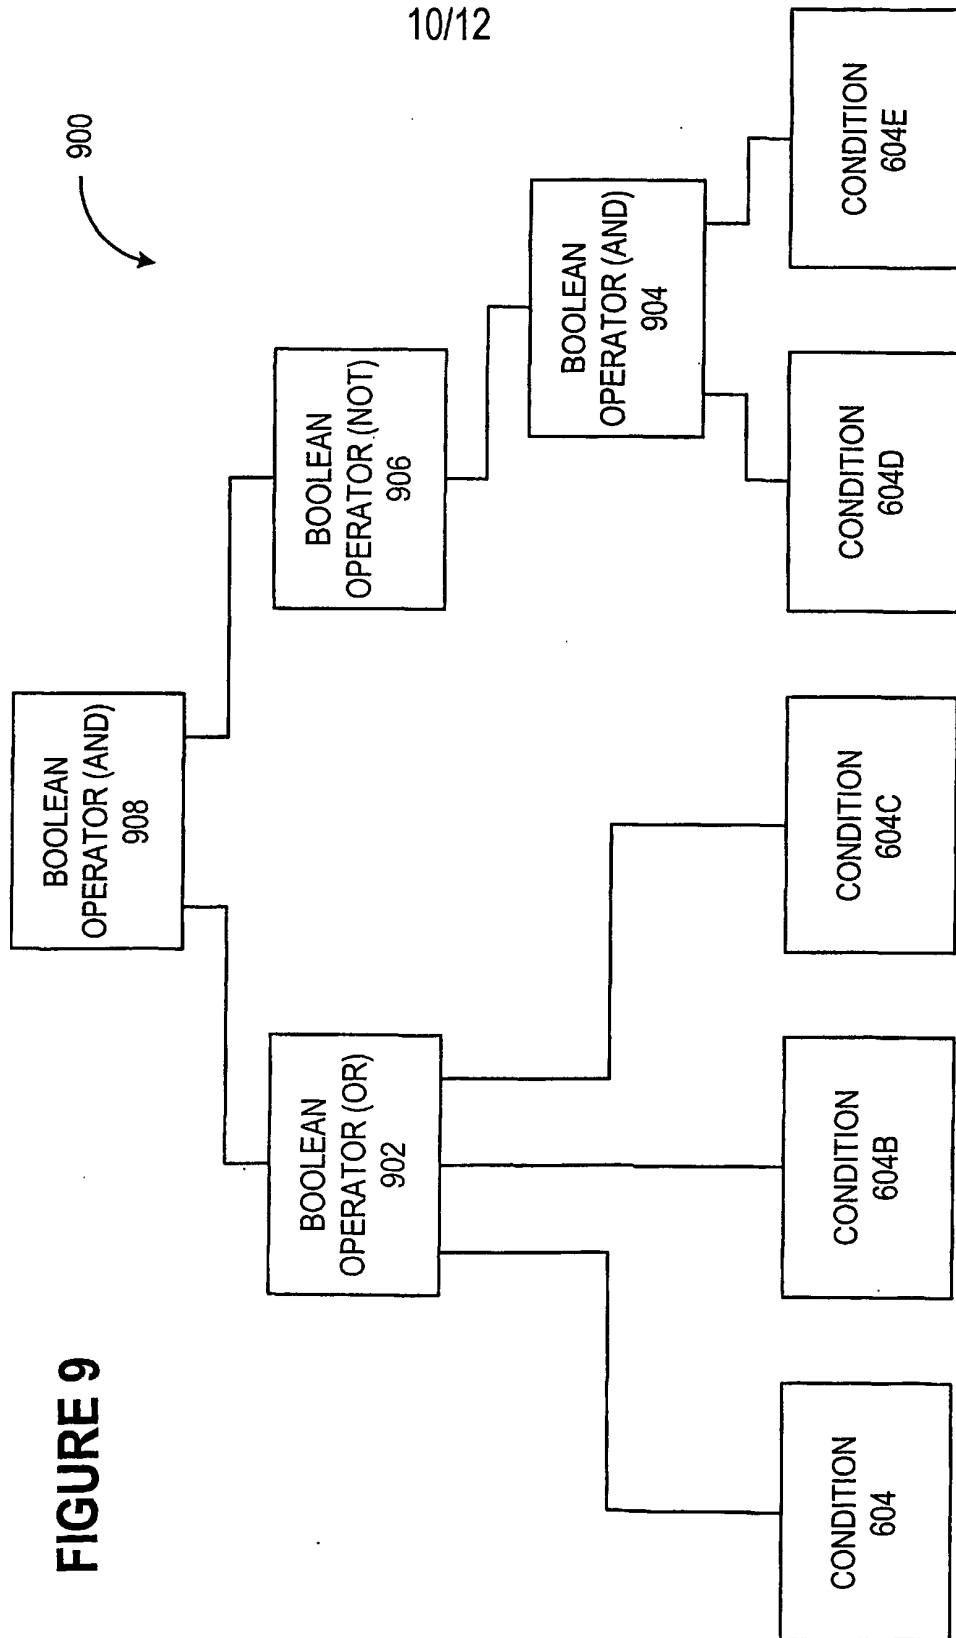 10/12
FIGURE 9
900
BOOLEAN
OPERATOR (AND)
908
BOOLEAN
OPERATOR (OR)
902
BOOLEAN
OPERATOR (NOT)
906
BOOLEAN
OPERATOR (AND)
904
CONDITION
604
CONDITION
604B
CONDITION
604C
CONDITION
604D
CONDITION
604E